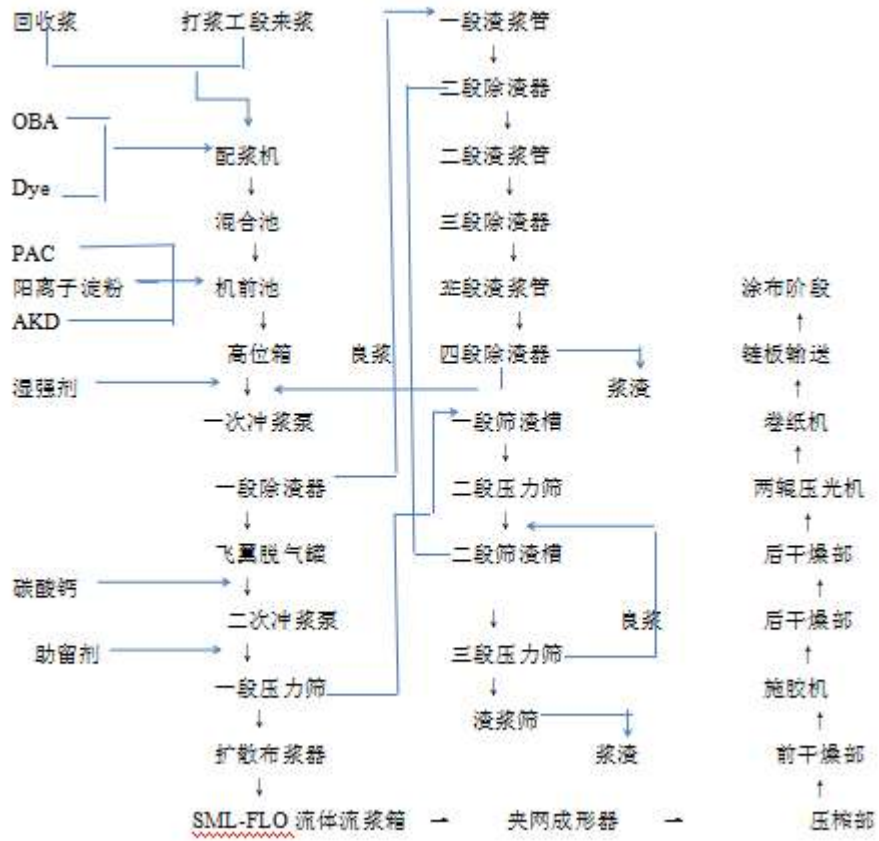 回收浆
打浆工段来浆
OBA
Dye
配浆机
混合池
PAC
阳离子淀粉
AKD
机前池
高位箱
湿强剂
一次冲浆泵
一段除渣器
飞翼脱气罐
碳酸钙
二次冲浆泵
助留剂
一段压力筛
扩散布浆器
SML-FLO 流体流浆箱
一段渣浆管
二段除渣器
二段渣浆管
三段除渣器
段渣浆管
良浆
四段除渣器
浆渣
一段筛渣槽
二段压力筛
二段筛渣槽
良浆
三段压力筛
渣浆筛
浆渣
夹网成形器
涂布阶段
链板输送
卷纸机
两辊压光机
后干燥部
后干燥部
施胶机
前干燥部
压榨部